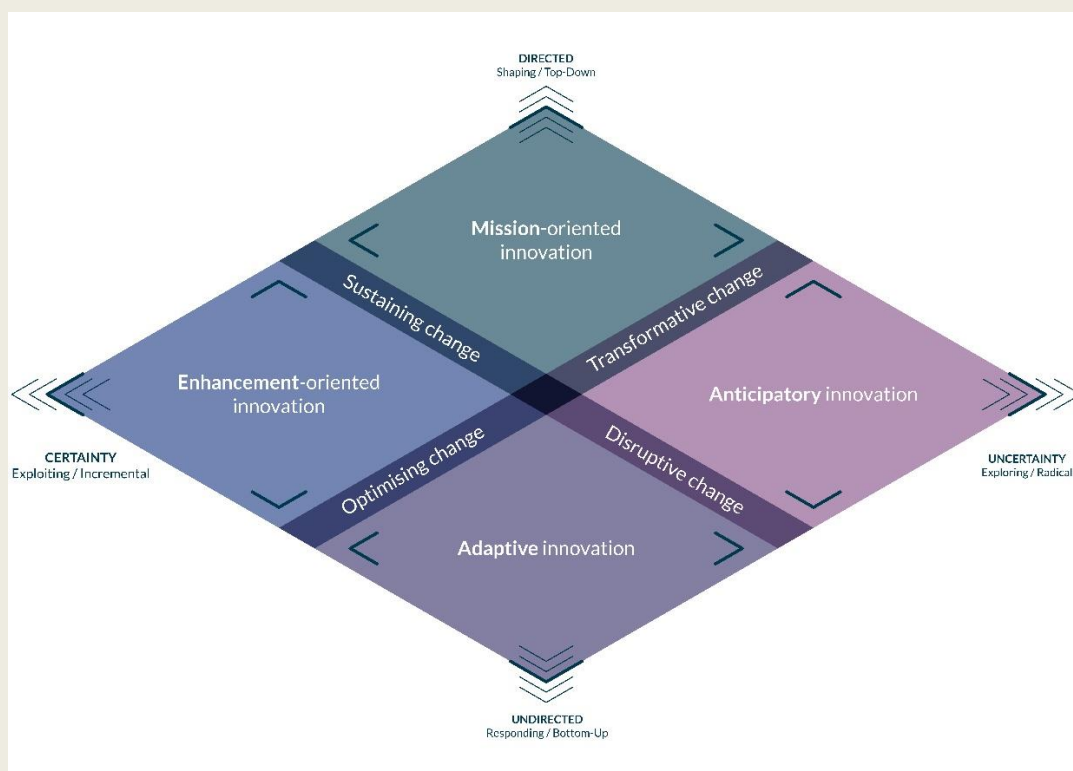 DIRECTED
Shaping / Top-Down
Mission-oriented
innovation
Sustaining change
Transformative change
Enhancement-oriented
innovation
Anticipatory innovation
CERTAINTY
Exploiting / Incremental
UNCERTAINTY
Exploring / Radical
Optimising change
Disruptive change
Adaptive innovation
UNDIRECTED
Responding / Bottom-Up